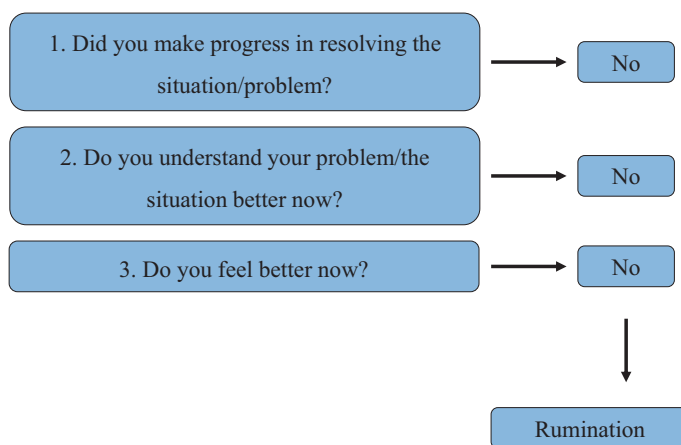 1. Did you make progress in resolving the
situation/problem?
No
2. Do you understand your problem/the
situation better now?
No
3. Do you feel better now?
No
Rumination